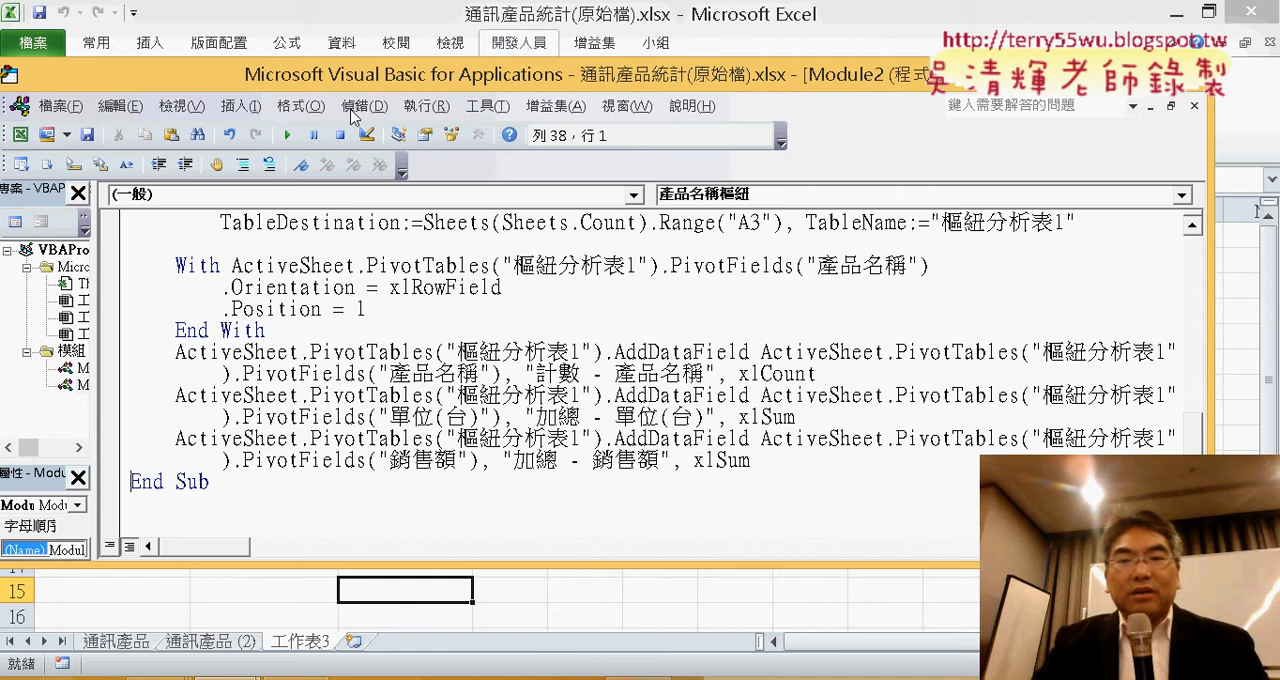 通訊產品統計(原始檔).xlsx - Microsoft Excel
檔案 常用 插入 版面配置 公式 資料 校閱 檢視 開發人員 增益集 小組
http://terry55wu.blogspot.tw
吳清輝老師錄製
Microsoft Visual Basic for Applications - 通訊產品統計(原始檔).xlsx - [Module2 (程式
檔案(F) 編輯(E) 檢視(V) 插入(I) 格式(O) 偵錯(D) 執行(R) 工具(T) 增益集(A) 視窗(W) 說明(H)
鍵入需要解答的問題
列 38，行 1
專案 - VBAP
(一般)
產品名稱樞紐
VBAPro
Micro
模組
TableDestination:=Sheets(Sheets.Count).Range("A3"), TableName:="樞紐分析表1"
With ActiveSheet.PivotTables("樞紐分析表1").PivotFields("產品名稱")
.Orientation = xlRowField
.Position = 1
End With
ActiveSheet.PivotTables("樞紐分析表1").AddDataField ActiveSheet.PivotTables("樞紐分析表1"
).PivotFields("產品名稱"), "計數 - 產品名稱", xlCount
ActiveSheet.PivotTables("樞紐分析表1").AddDataField ActiveSheet.PivotTables("樞紐分析表1"
).PivotFields("單位(台)"), "加總 - 單位(台)", xlSum
ActiveSheet.PivotTables("樞紐分析表1").AddDataField ActiveSheet.PivotTables("樞紐分析表1"
).PivotFields("銷售額"), "加總 - 銷售額", xlSum
End Sub
屬性 - Modu
Modu Modu
字母順序
(Name) Modul
15
16
通訊產品 通訊產品 (2) 工作表3
就緒